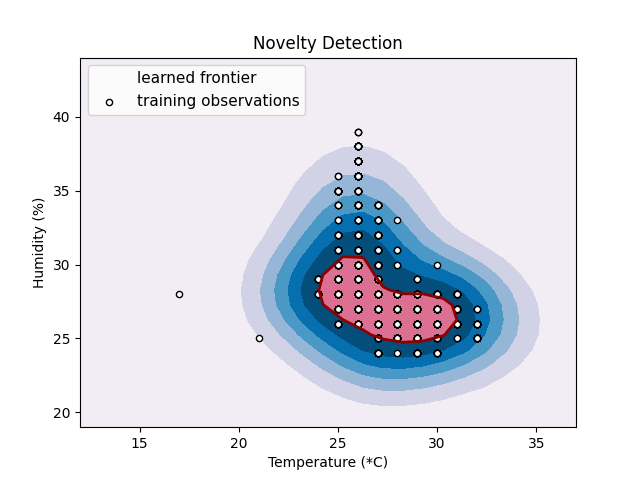 Novelty Detection
learned frontier
training observations
Humidity (%)
40
35
30
25
20
15
20
25
30
35
Temperature (*C)